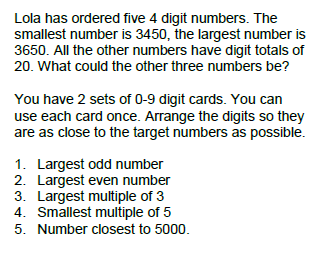 Lola has ordered five 4 digit numbers. The
smallest number is 3450, the largest number is
3650. All the other numbers have digit totals of
20. What could the other three numbers be?
You have 2 sets of 0-9 digit cards. You can
use each card once. Arrange the digits so they
are as close to the target numbers as possible.
1. Largest odd number
2. Largest even number
3. Largest multiple of 3
4. Smallest multiple of 5
5. Number closest to 5000.